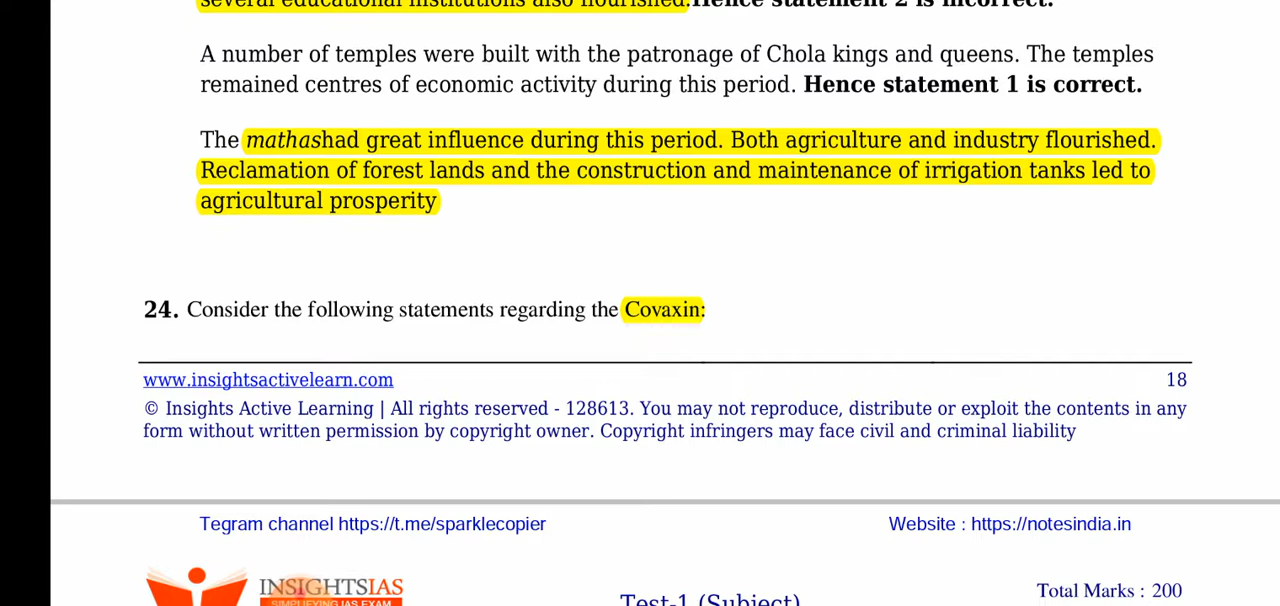 several educational institutions also flourished.Hence statement 2 is incorrect.
A number of temples were built with the patronage of Chola kings and queens. The temples
remained centres of economic activity during this period. Hence statement 1 is correct.
The mathashad great influence during this period. Both agriculture and industry flourished.
Reclamation of forest lands and the construction and maintenance of irrigation tanks led to
agricultural prosperity
24. Consider the following statements regarding the Covaxin:
www.insightsactivelearn.com 18
© Insights Active Learning | All rights reserved - 128613. You may not reproduce, distribute or exploit the contents in any
form without written permission by copyright owner. Copyright infringers may face civil and criminal liability
Tegram channel https://t.me/sparklecopier Website : https://notesindia.in
INSIGHTSIAS
SIMPLIFYING IAS EXAM
Total Marks : 200
Test-1 (Subject)